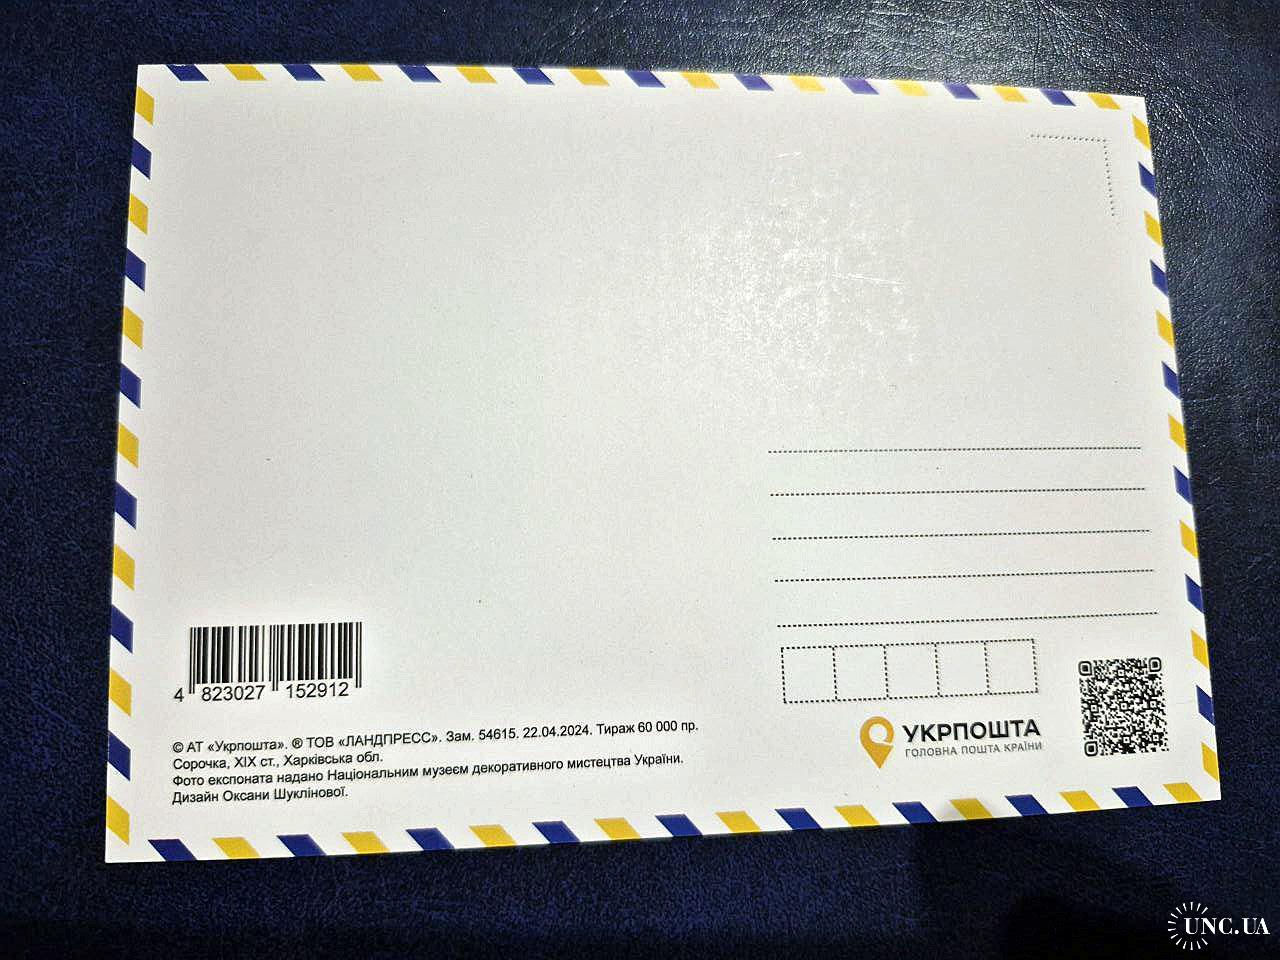 4 823027 152912
© АТ «Укрпошта». ® ТОВ «ЛАНДПРЕСС». Зам. 54615. 22.04.2024. Тираж 60 000 пр.
Сорочка, XIX ст., Харківська обл.
Фото експоната надано Національним музеєм декоративного мистецтва України.
Дизайн Оксани Шуклінової.
УКРПОШТА
ГОЛОВНА ПОШТА КРАЇНИ
UNC.UA